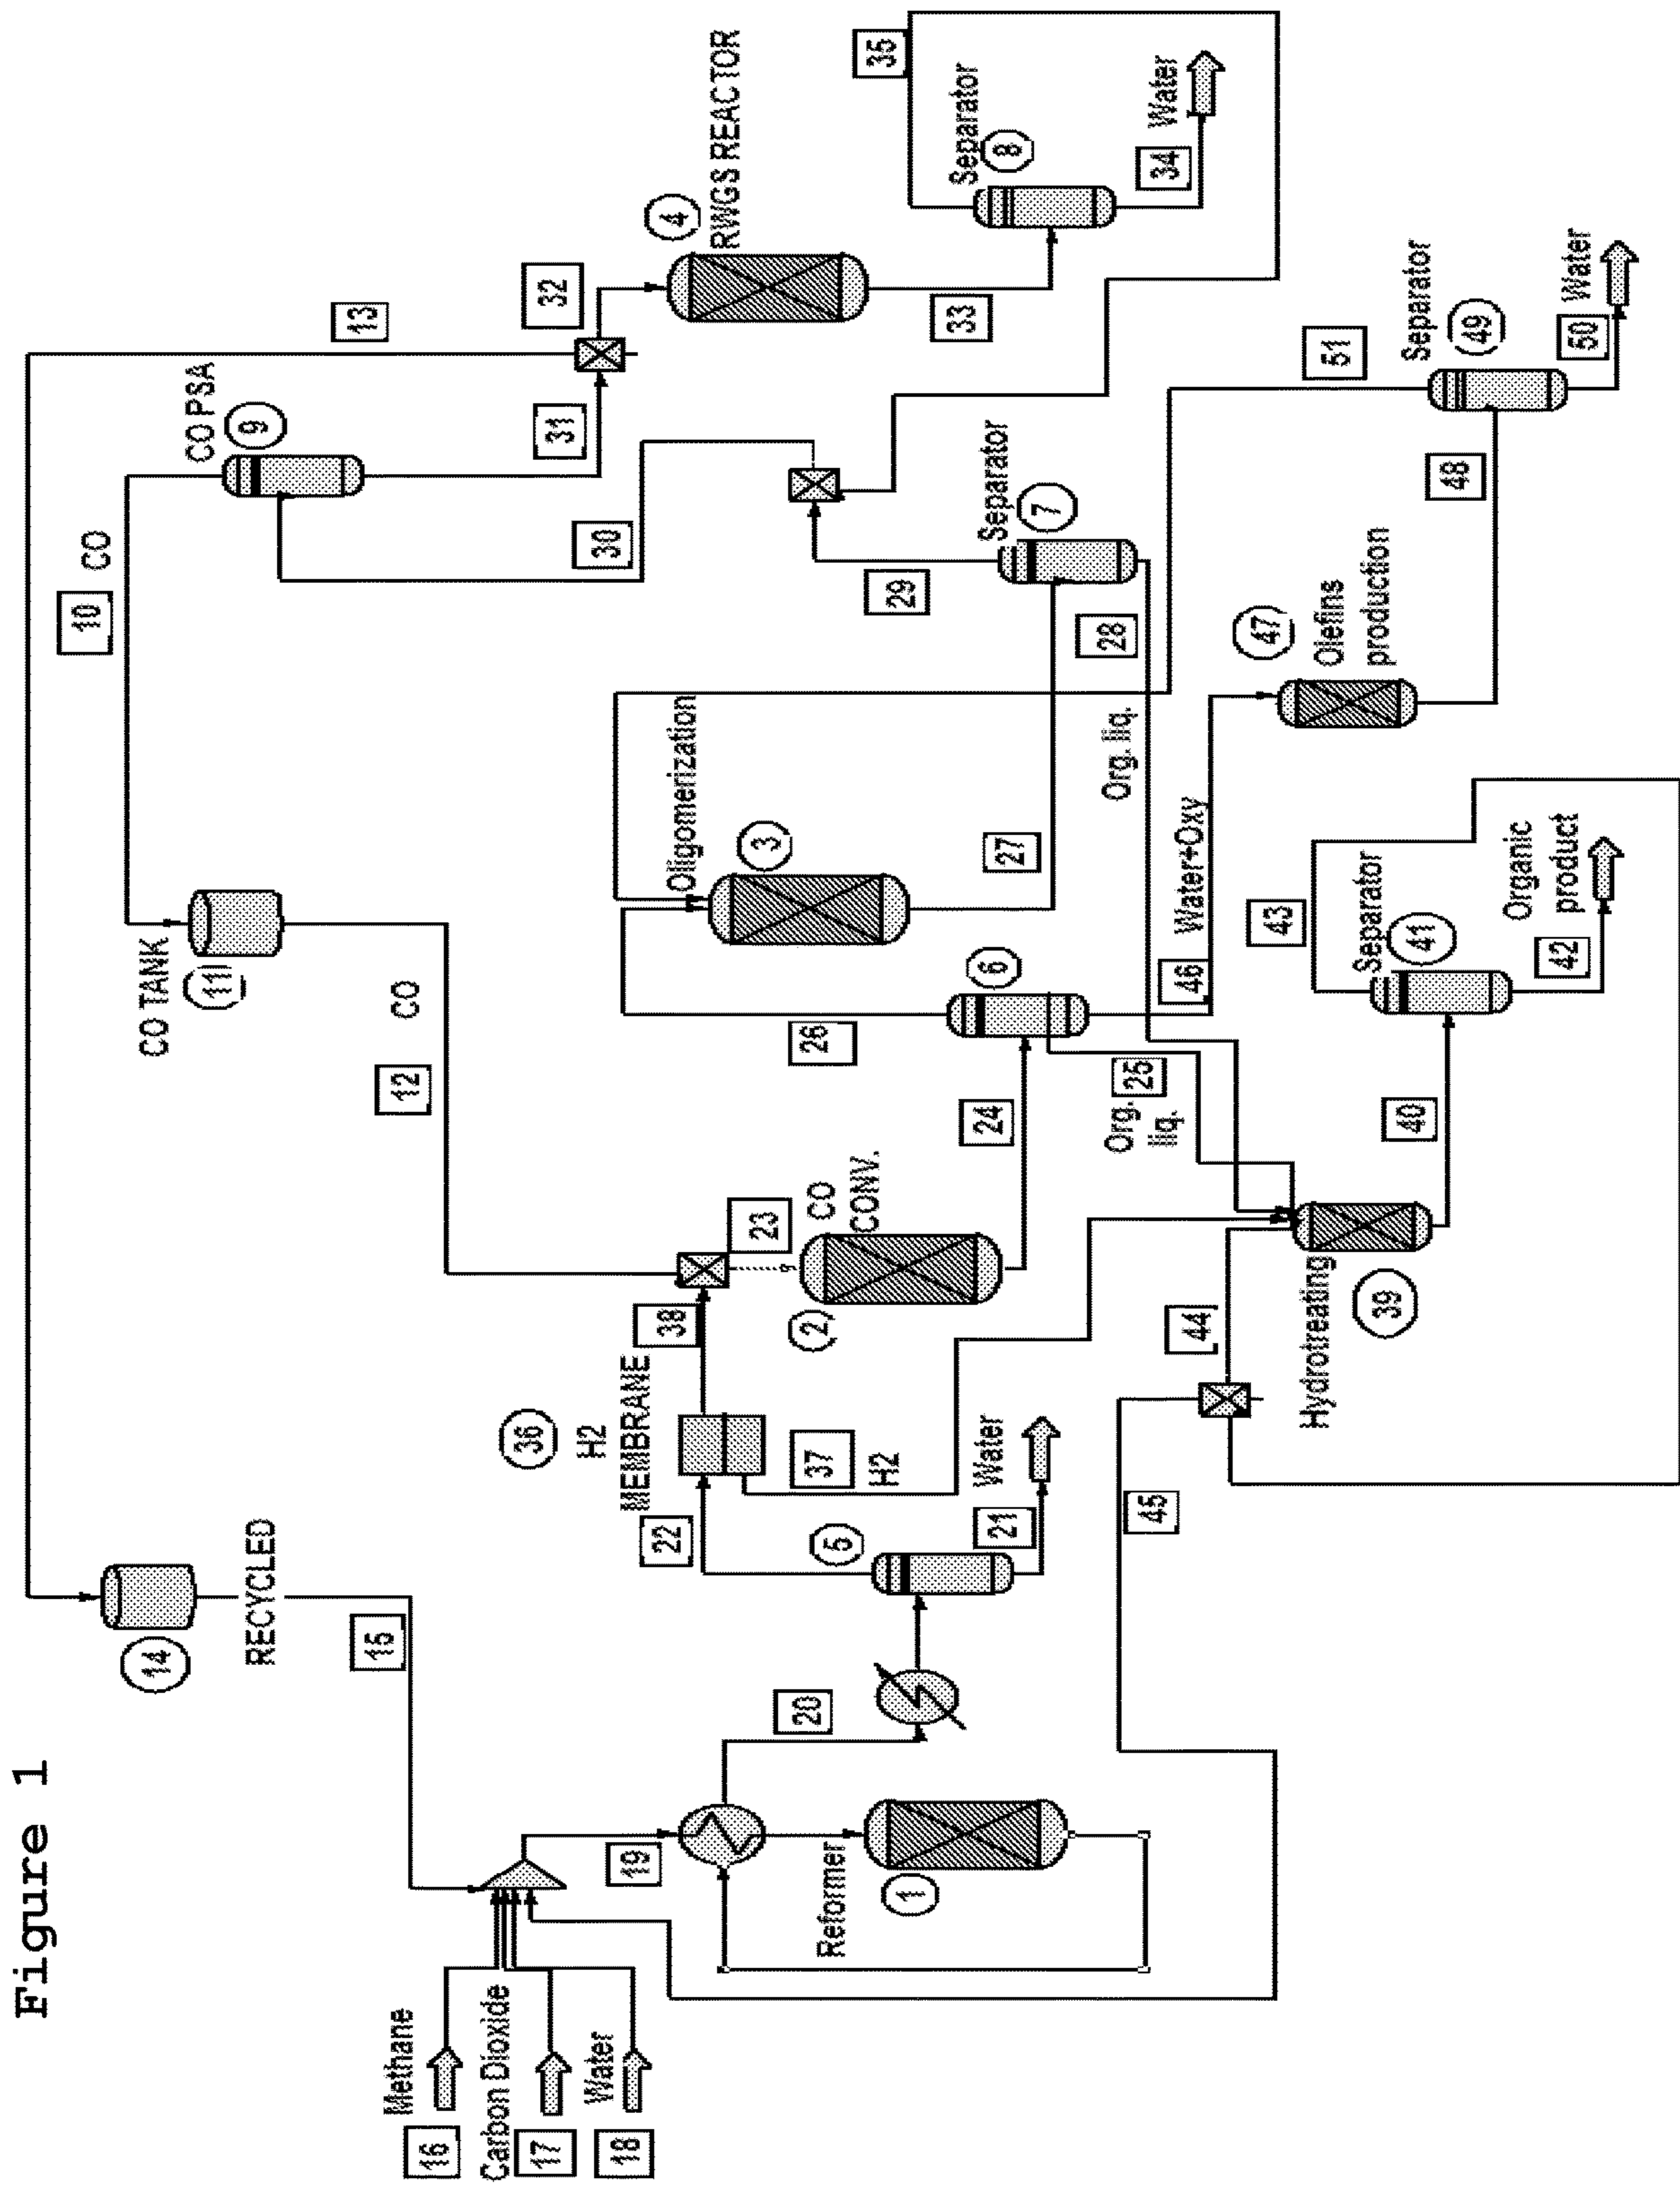 Figure 1
Methane
16
Carbon Dioxide
17
Water
18
14
RECYCLED
15
19
Reformer
1
20
5
21
Water
22
36
H2
MEMBRANE
37
H2
38
23
CO
CONV.
2
24
12
CO
CO TANK
11
10
CO
CO PSA
9
13
31
32
4
RWGS REACTOR
33
Separator
8
34
Water
35
30
29
Separator
7
28
Org. liq.
Oligomerization
3
27
26
6
25
Org.
liq.
46
Water+Oxy
47
Olefins
production
48
Separator
49
50
Water
51
45
44
Hydrotreating
39
40
Separator
41
42
Organic
product
43